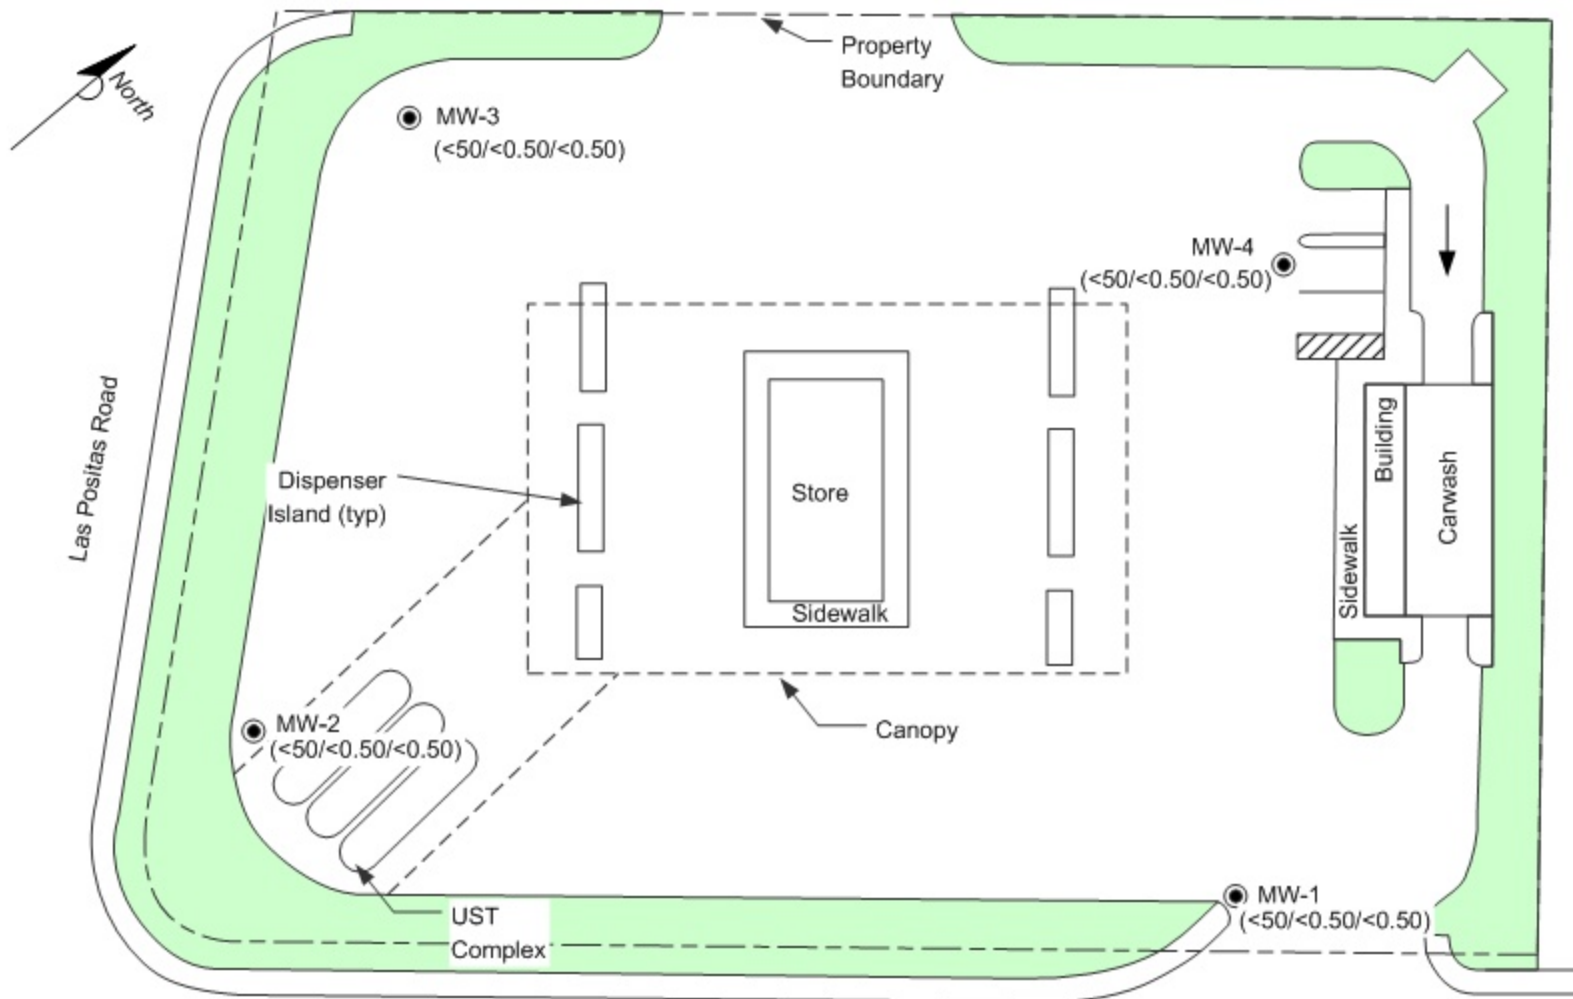 Property
Boundary
North
MW-3
(<50/<0.50/<0.50)
MW-4
(<50/<0.50/<0.50)
Las Positas Road
Dispenser
Island (typ)
Store
Sidewalk
Building
Carwash
Sidewalk
MW-2
(<50/<0.50/<0.50)
Canopy
MW-1
(<50/<0.50/<0.50)
UST
Complex